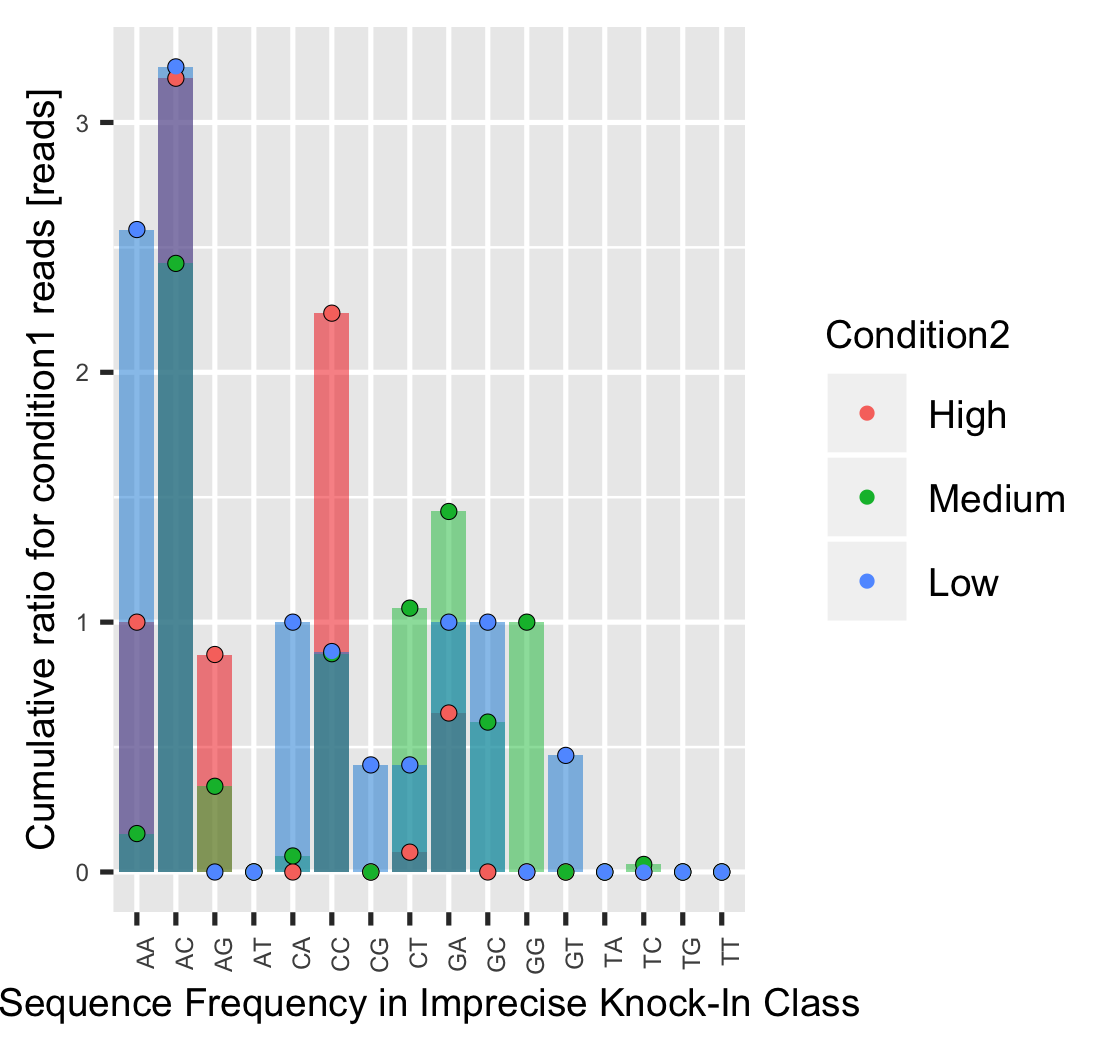 Cumulative ratio for condition1 reads [reads]
3
2
1
0
AA
AC
AG
AT
CA
CC
CG
CT
GA
GC
GG
GT
TA
TC
TG
TT
Sequence Frequency in Imprecise Knock-In Class
Condition2
High
Medium
Low